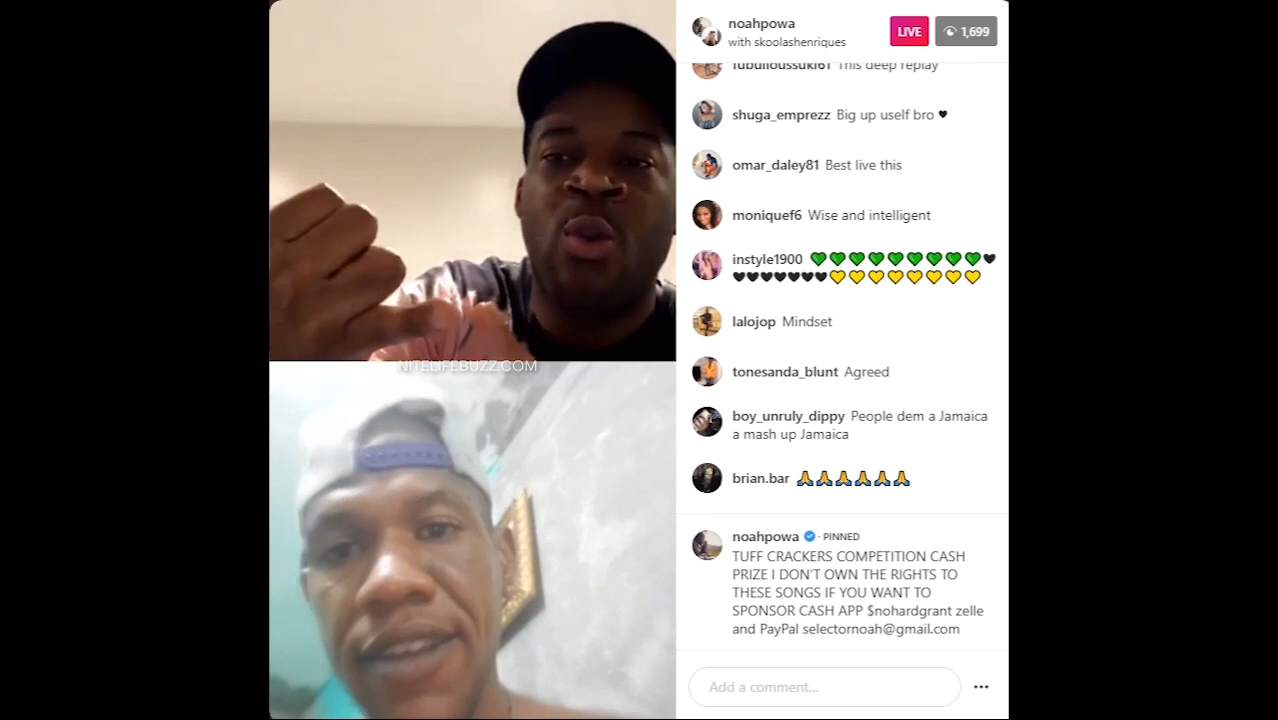 noahpowa
with skoolashenriques
LIVE
1,699
fubulloussuki61 This deep replay
shuga_emprezz Big up uself bro 🖤
omar_daley81 Best live this
moniquef6 Wise and intelligent
instyle1900 💚💚💚💚💚💚💚💚💚🖤
🖤🖤🖤🖤🖤🖤🖤💛💛💛💛💛💛💛💛
lalojop Mindset
tonesanda_blunt Agreed
boy_unruly_dippy People dem a Jamaica
a mash up Jamaica
brian.bar 🙏🙏🙏🙏🙏🙏
noahpowa · PINNED
TUFF CRACKERS COMPETITION CASH
PRIZE I DON'T OWN THE RIGHTS TO
THESE SONGS IF YOU WANT TO
SPONSOR CASH APP $nohardgrant zelle
and PayPal selectornoah@gmail.com
Add a comment...
NITELIFEBUZZ.COM